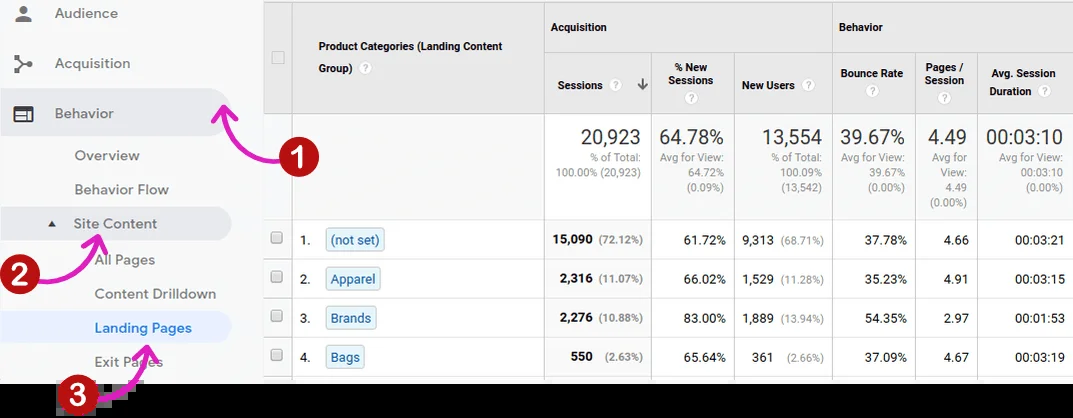 Audience
Acquisition
Behavior
1
Overview
Behavior Flow
Site Content
2
All Pages
Content Drilldown
Landing Pages
Exit Pages
3
Product Categories (Landing Content
Group) ?
Acquisition
Behavior
Sessions ?
% New
Sessions
?
New Users ?
Bounce Rate
?
Pages /
Session
?
Avg. Session
Duration ?
20,923
% of Total:
100.00% (20,923)
64.78%
Avg for View:
64.72%
(0.09%)
13,554
% of Total:
100.09%
(13,542)
39.67%
Avg for View:
39.67%
(0.00%)
4.49
Avg for
View:
4.49
(0.00%)
00:03:10
Avg for View:
00:03:10
(0.00%)
1. (not set) 15,090 (72.12%) 61.72% 9,313 (68.71%) 37.78% 4.66 00:03:21
2. Apparel 2,316 (11.07%) 66.02% 1,529 (11.28%) 35.23% 4.91 00:03:15
3. Brands 2,276 (10.88%) 83.00% 1,889 (13.94%) 54.35% 2.97 00:01:53
4. Bags 550 (2.63%) 65.64% 361 (2.66%) 37.09% 4.67 00:03:19